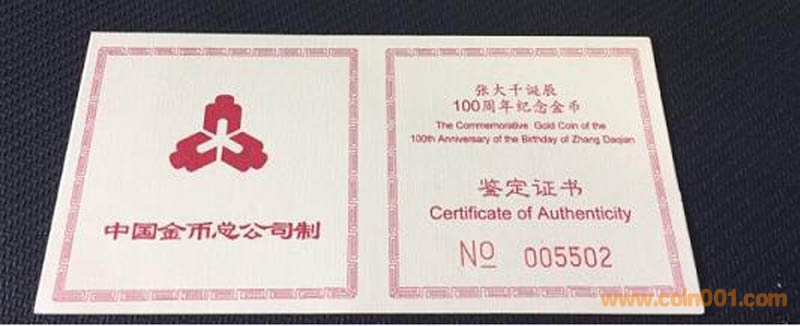 中国金币总公司制
张大千诞辰
100周年纪念金币
The Commemorative Gold Coin of the
100th Anniversary of the Birthday of Zhang Daqian
鉴定证书
Certificate of Authenticity
No 005502
www.coin001.com